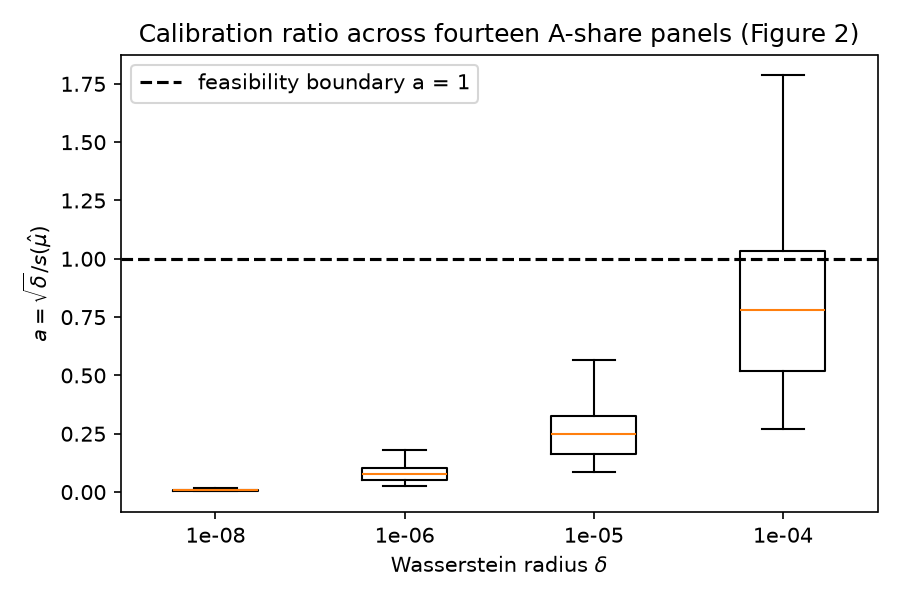 Calibration ratio across fourteen A-share panels (Figure 2)
feasibility boundary a = 1
1.75
1.50
1.25
1.00
0.75
0.50
0.25
0.00
a = √δ/s(μ̂)
1e-08 1e-06 1e-05 1e-04
Wasserstein radius δ